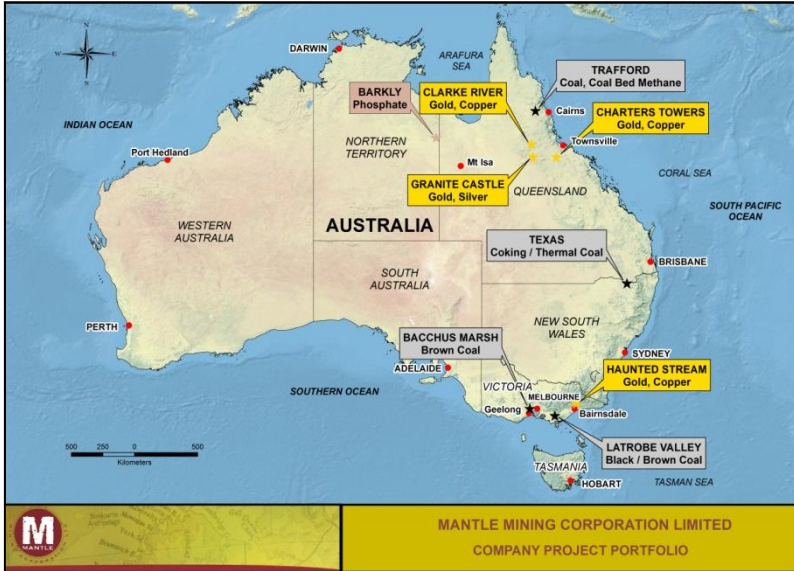 N
W
E
S
DARWIN
ARAFURA
SEA
TRAFFORD
Coal, Coal Bed Methane
BARKLY
Phosphate
CLARKE RIVER
Gold, Copper
Cairns
CHARTERS TOWERS
Gold, Copper
INDIAN OCEAN
Port Hedland
NORTHERN
TERRITORY
Townsville
Mt Isa
CORAL SEA
GRANITE CASTLE
Gold, Silver
QUEENSLAND
SOUTH PACIFIC
OCEAN
WESTERN
AUSTRALIA
AUSTRALIA
TEXAS
Coking / Thermal Coal
BRISBANE
SOUTH
AUSTRALIA
PERTH
NEW SOUTH
WALES
BACCHUS MARSH
Brown Coal
SYDNEY
ADELAIDE
HAUNTED STREAM
Gold, Copper
SOUTHERN OCEAN
VICTORIA
MELBOURNE
Geelong
Bairnsdale
500 250 0 500
Kilometers
LATROBE VALLEY
Black / Brown Coal
TASMANIA
HOBART
TASMAN SEA
M
MANTLE
MANTLE MINING CORPORATION LIMITED
COMPANY PROJECT PORTFOLIO